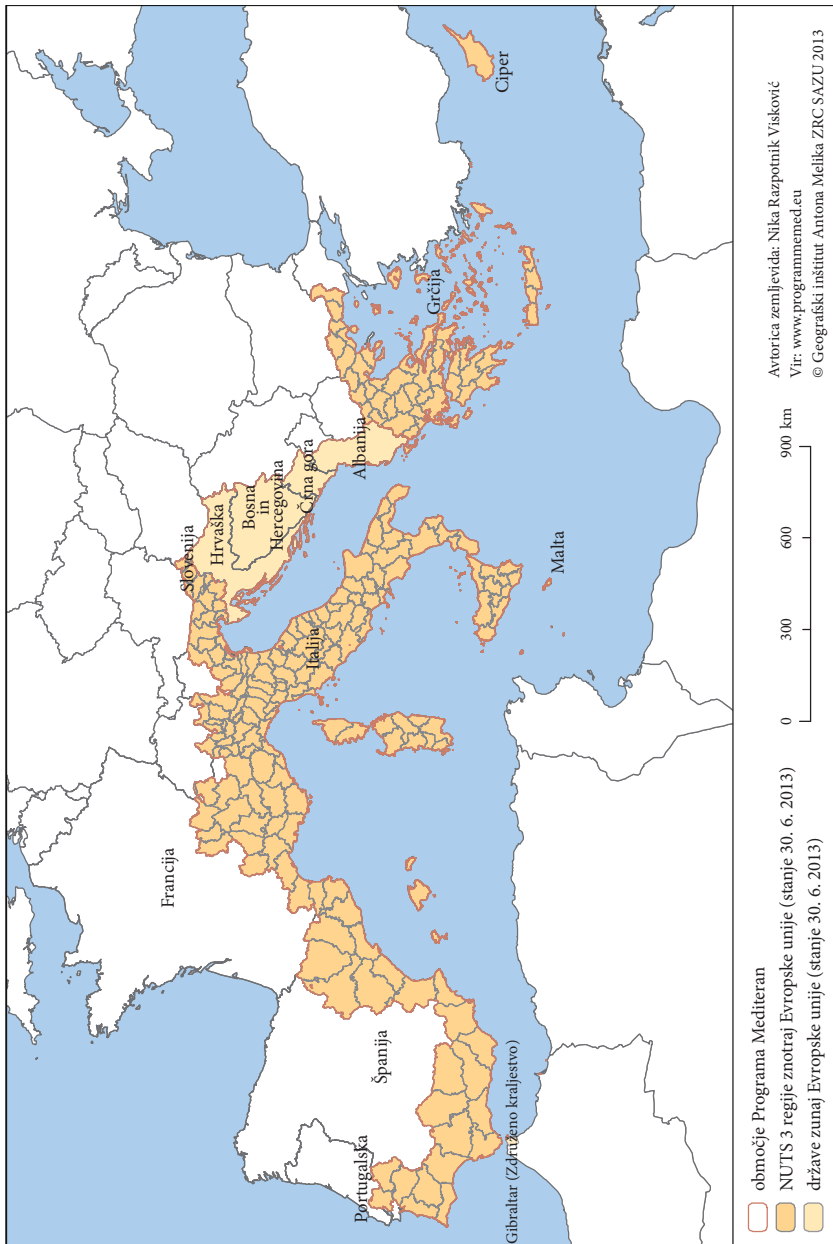 Francija
Portugalska
Španija
Gibraltar (Združeno kraljestvo)
Italija
Slovenija
Hrvaška
Bosna
in
Hercegovina
Črna gora
Albanija
Grčija
Malta
Ciper
območje Programa Mediteran
NUTS 3 regije znotraj Evropske unije (stanje 30. 6. 2013)
države zunaj Evropske unije (stanje 30. 6. 2013)
0 300 600 900 km
Avtorica zemljevida: Nika Razpotnik Visković
Vir: www.programmemed.eu
© Geografski inštitut Antona Melika ZRC SAZU 2013